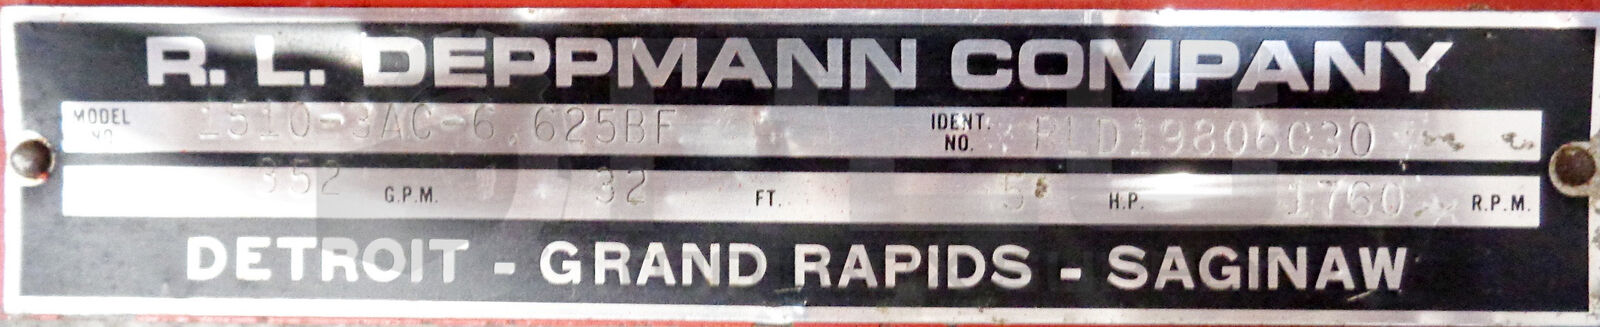 R. L. DEPPMANN COMPANY
MODEL NO. 1510-3AC-6.625BF IDENT. NO. RLD19806C30
352 G.P.M. 32 FT. 5 H.P. 1760 R.P.M.
DETROIT - GRAND RAPIDS - SAGINAW